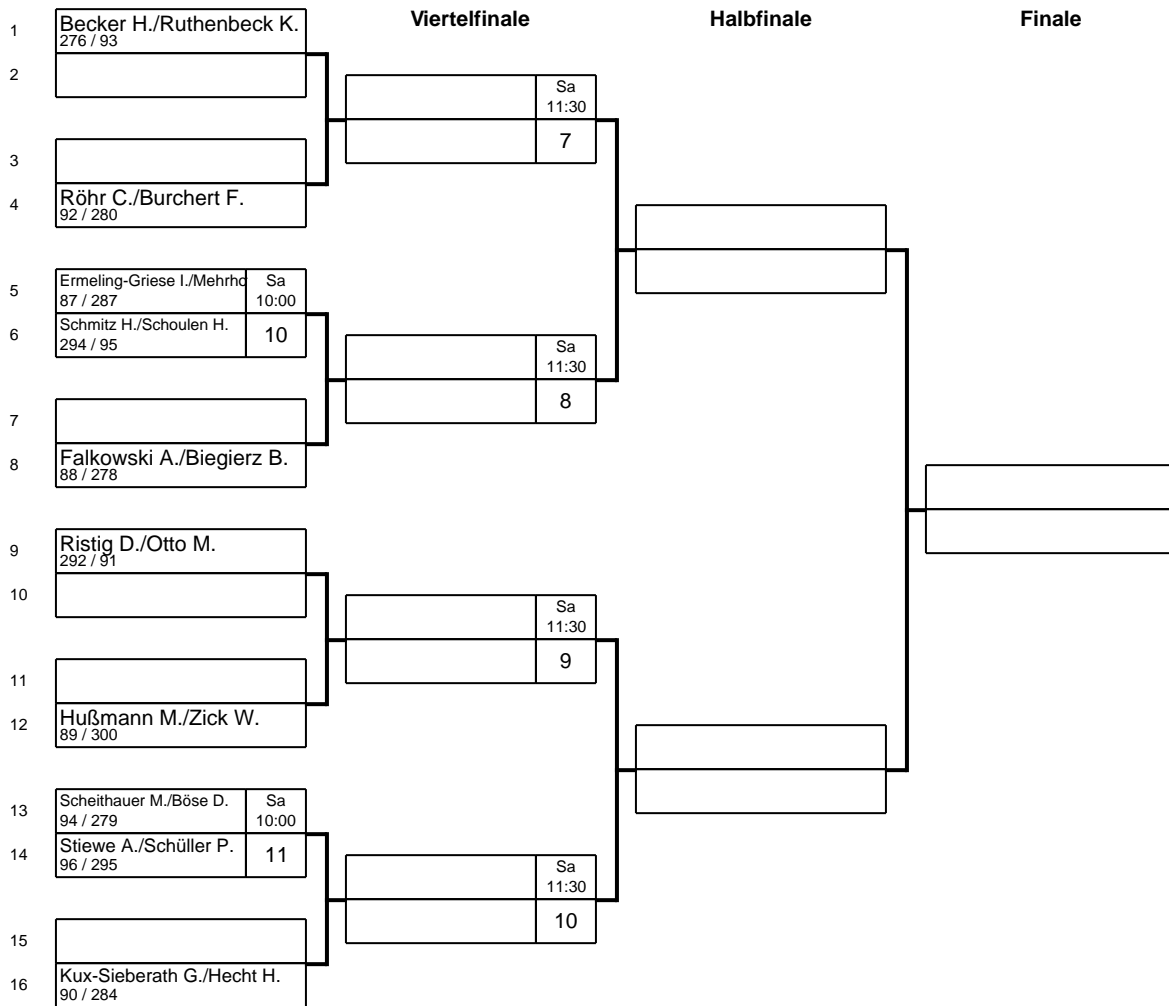 Viertelfinale Halbfinale Finale
1 Becker H./Ruthenbeck K.
276 / 93
2
Sa
11:30
7
3
4 Röhr C./Burchert F.
92 / 280
5 Ermeling-Griese I./Mehrho Sa
87 / 287 10:00
6 Schmitz H./Schoulen H. 10
294 / 95
Sa
11:30
8
7
8 Falkowski A./Biegierz B.
88 / 278
9 Ristig D./Otto M.
292 / 91
10
Sa
11:30
9
11
12 Hußmann M./Zick W.
89 / 300
13 Scheithauer M./Böse D. Sa
94 / 279 10:00
14 Stiewe A./Schüller P. 11
96 / 295
Sa
11:30
10
15
16 Kux-Sieberath G./Hecht H.
90 / 284